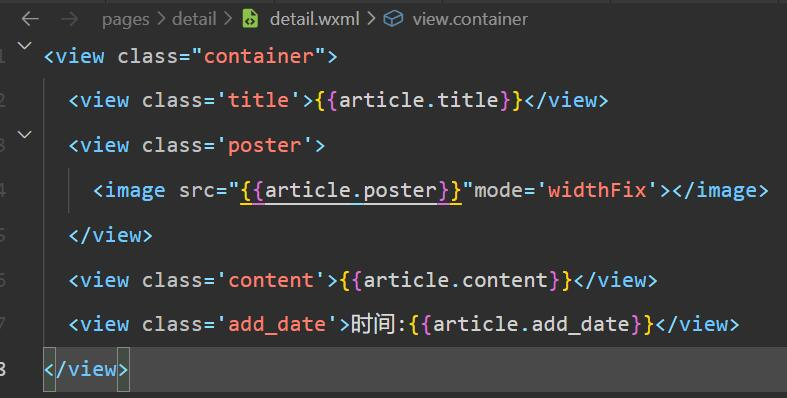 pages > detail > detail.wxml > view.container
<view class="container">
<view class='title'>{{article.title}}</view>
<view class='poster'>
<image src="{{article.poster}}"mode='widthFix'></image>
</view>
<view class='content'>{{article.content}}</view>
<view class='add_date'>时间:{{article.add_date}}</view>
</view>